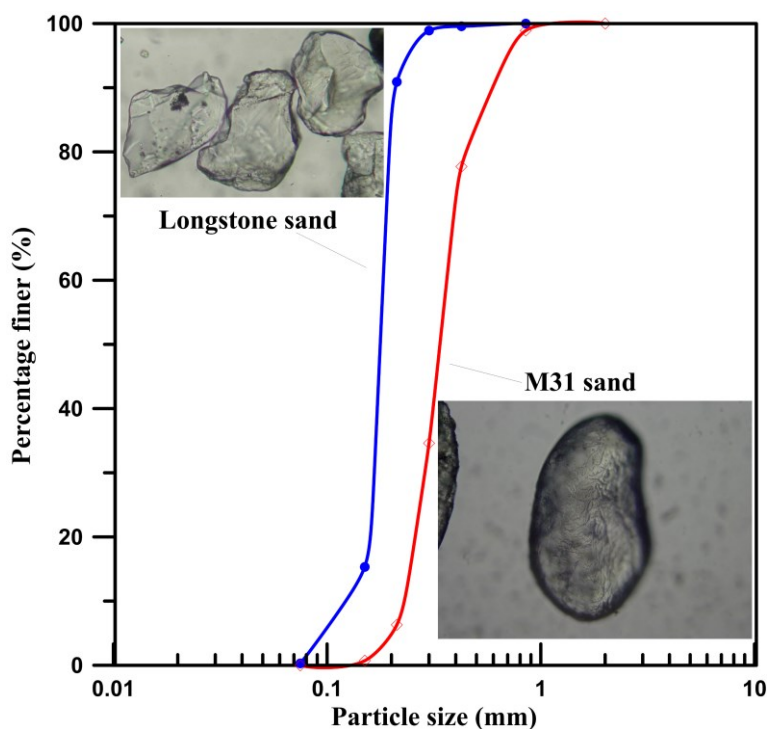 100
80
60
40
20
0
Percentage finer (%)
Longstone sand
M31 sand
0.01
0.1
1
10
Particle size (mm)